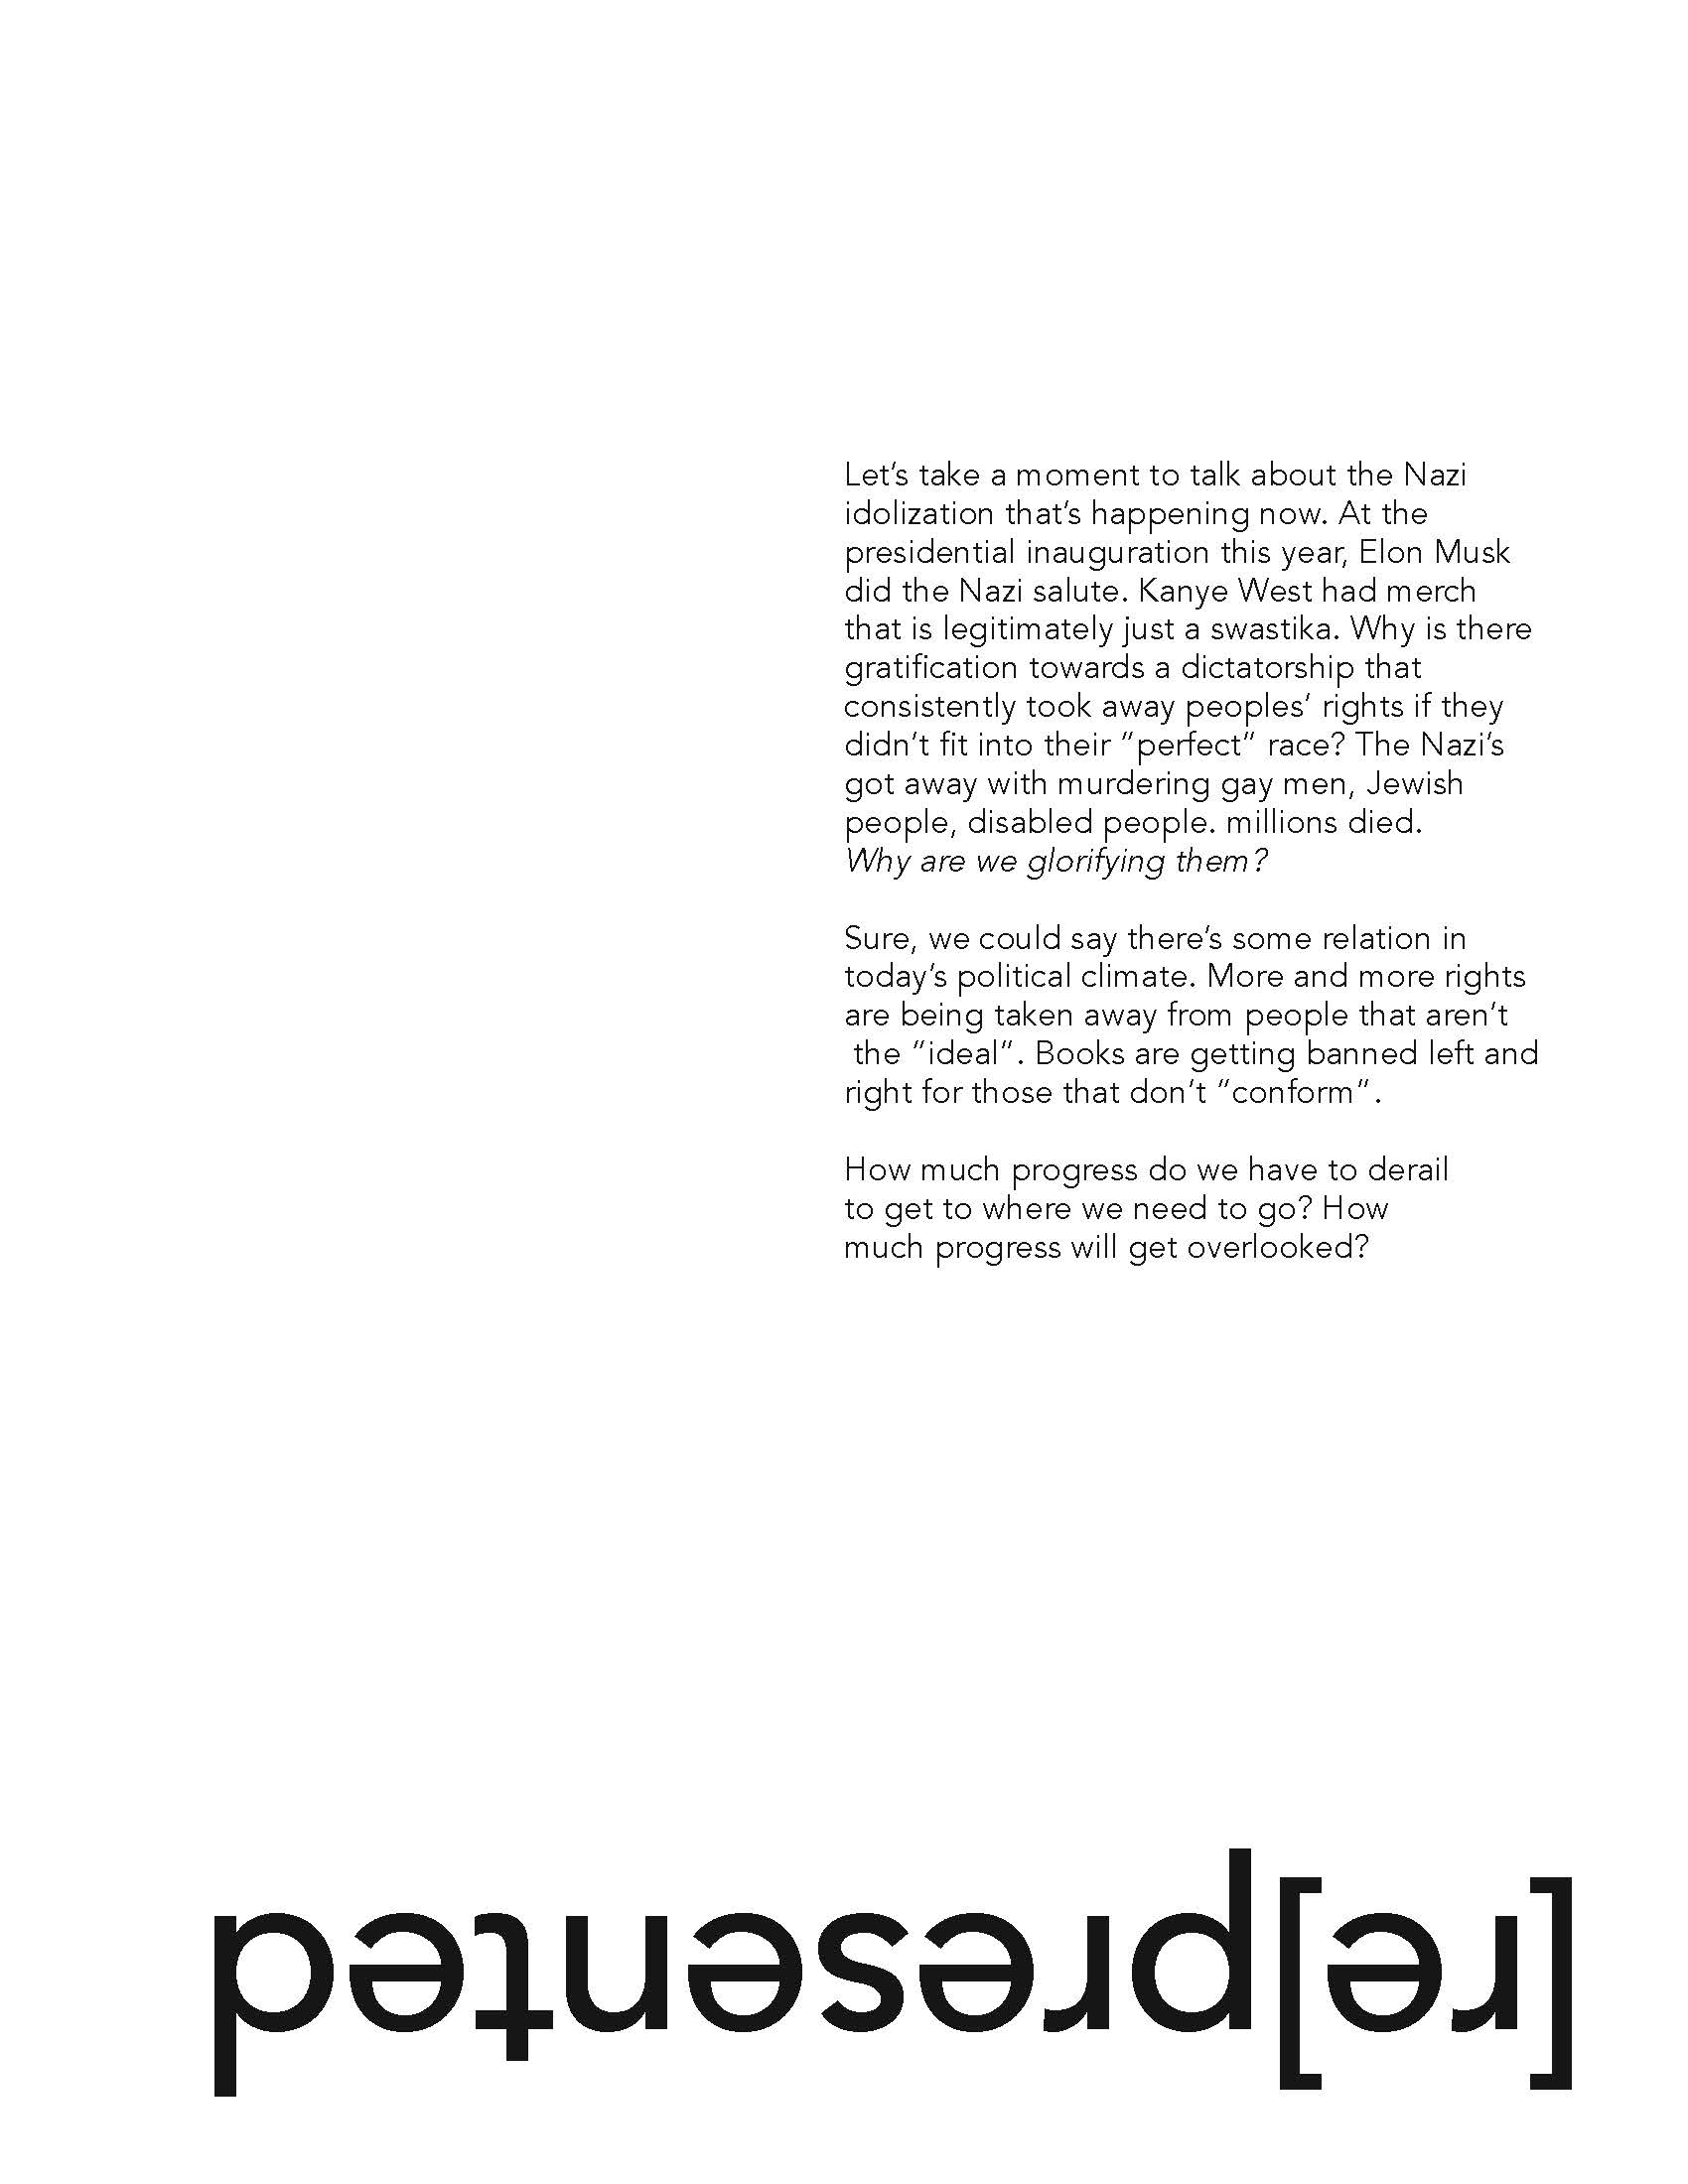 Let's take a moment to talk about the Nazi
idolization that's happening now. At the
presidential inauguration this year, Elon Musk
did the Nazi salute. Kanye West had merch
that is legitimately just a swastika. Why is there
gratification towards a dictatorship that
consistently took away peoples' rights if they
didn't fit into their "perfect" race? The Nazi's
got away with murdering gay men, Jewish
people, disabled people. millions died.
Why are we glorifying them?
Sure, we could say there's some relation in
today's political climate. More and more rights
are being taken away from people that aren't
the "ideal". Books are getting banned left and
right for those that don't "conform".
How much progress do we have to derail
to get to where we need to go? How
much progress will get overlooked?
[re]presented